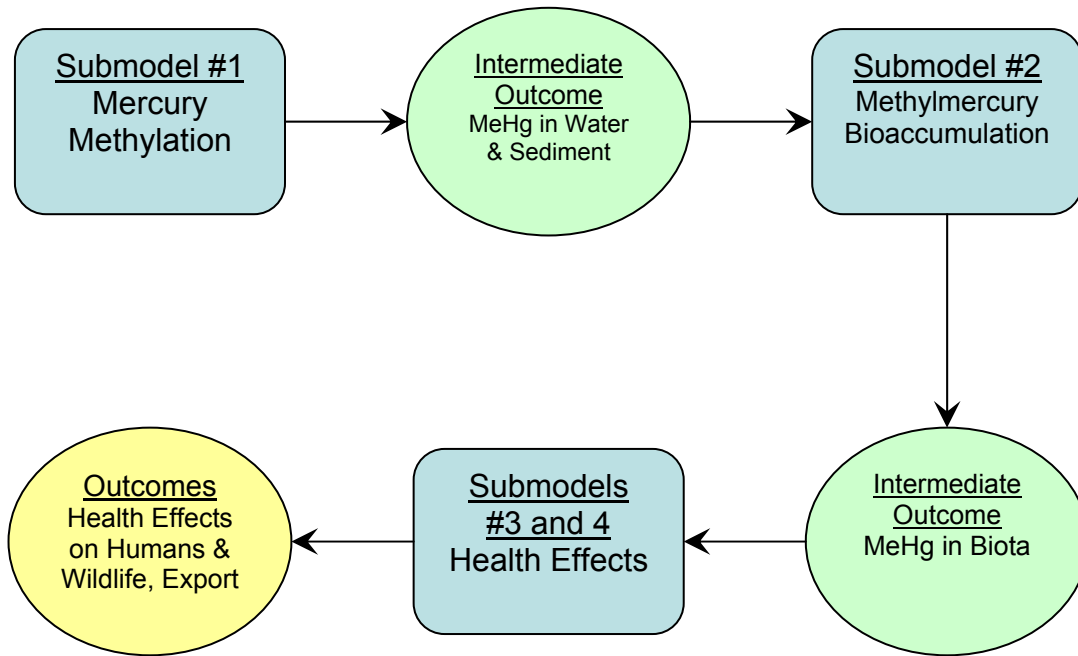 Submodel #1
Mercury
Methylation
Intermediate
Outcome
MeHg in Water
& Sediment
Submodel #2
Methylmercury
Bioaccumulation
Outcomes
Health Effects
on Humans &
Wildlife, Export
Submodels
#3 and 4
Health Effects
Intermediate
Outcome
MeHg in Biota